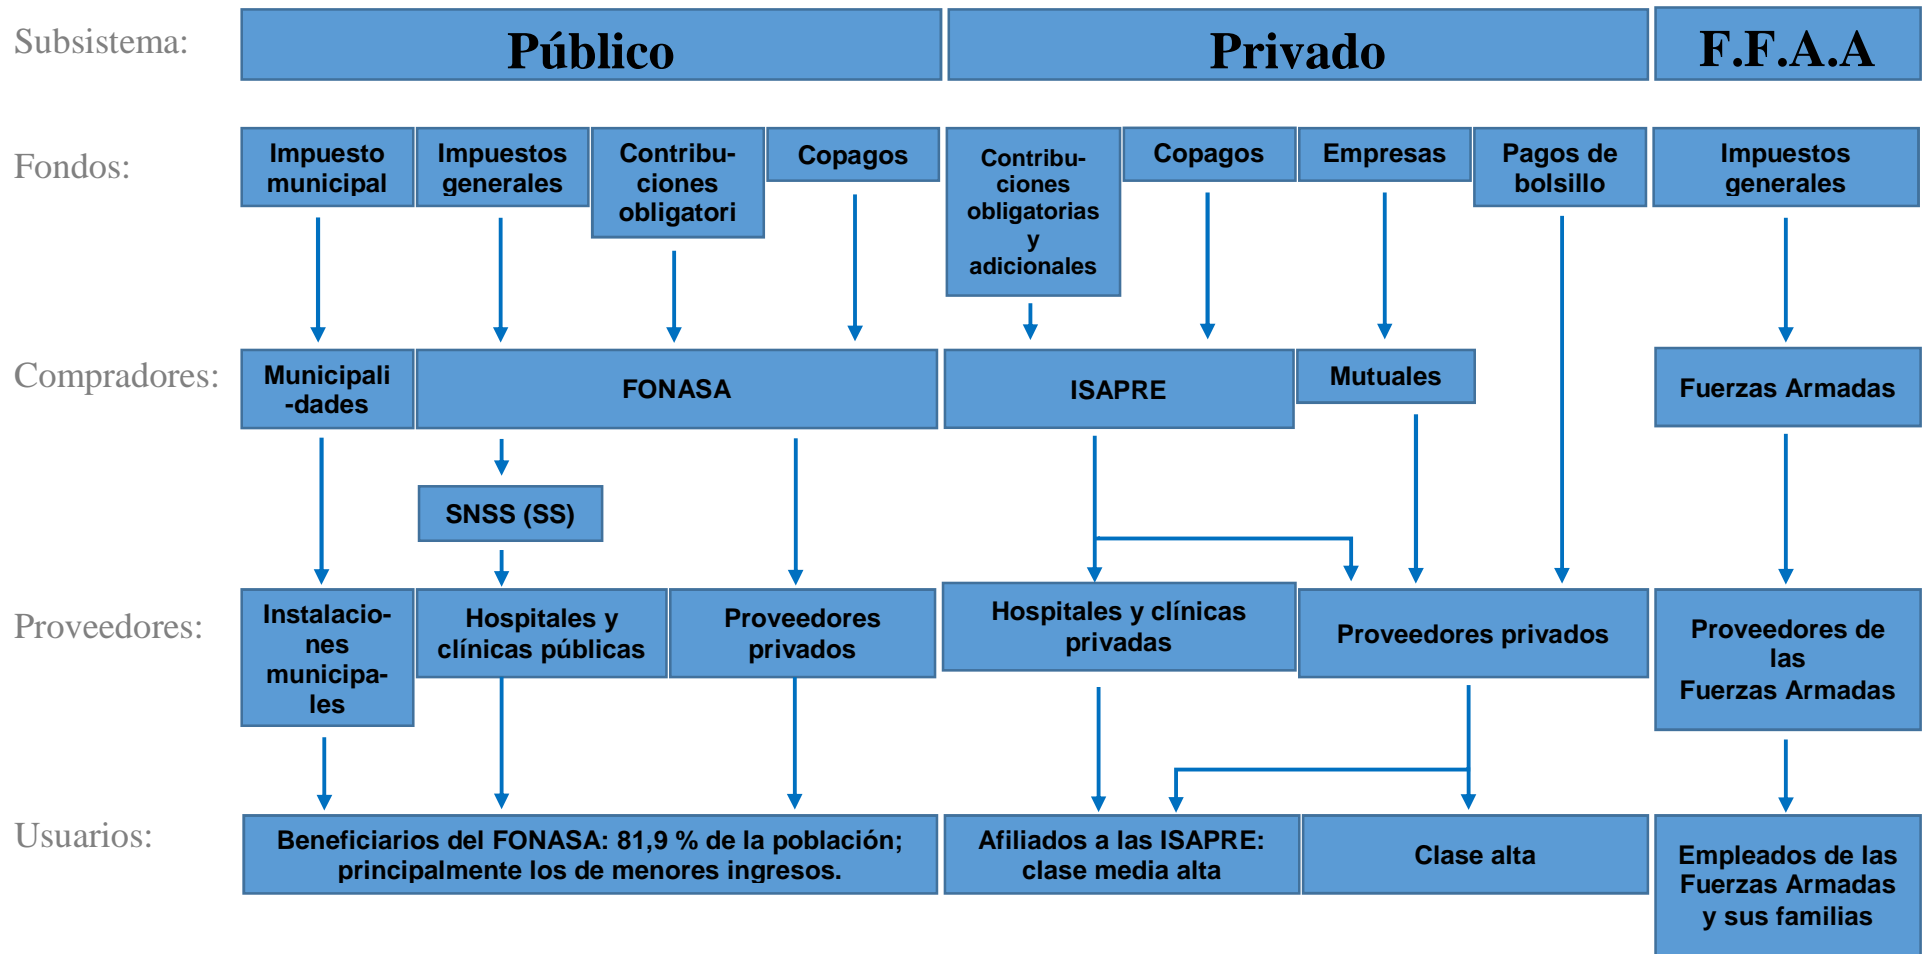 Subsistema:
Público
Privado
F.F.A.A
Fondos:
Impuesto
municipal
Impuestos
generales
Contribu-
ciones
obligatori
Copagos
Contribu-
ciones
obligatorias
y
adicionales
Copagos
Empresas
Pagos de
bolsillo
Impuestos
generales
Compradores:
Municipali
-dades
FONASA
ISAPRE
Mutuales
Fuerzas Armadas
SNSS (SS)
Proveedores:
Instalacio-
nes
municipa-
les
Hospitales y
clínicas públicas
Proveedores
privados
Hospitales y clínicas
privadas
Proveedores privados
Proveedores de
las
Fuerzas Armadas
Usuarios:
Beneficiarios del FONASA: 81,9 % de la población;
principalmente los de menores ingresos.
Afiliados a las ISAPRE:
clase media alta
Clase alta
Empleados de las
Fuerzas Armadas
y sus familias